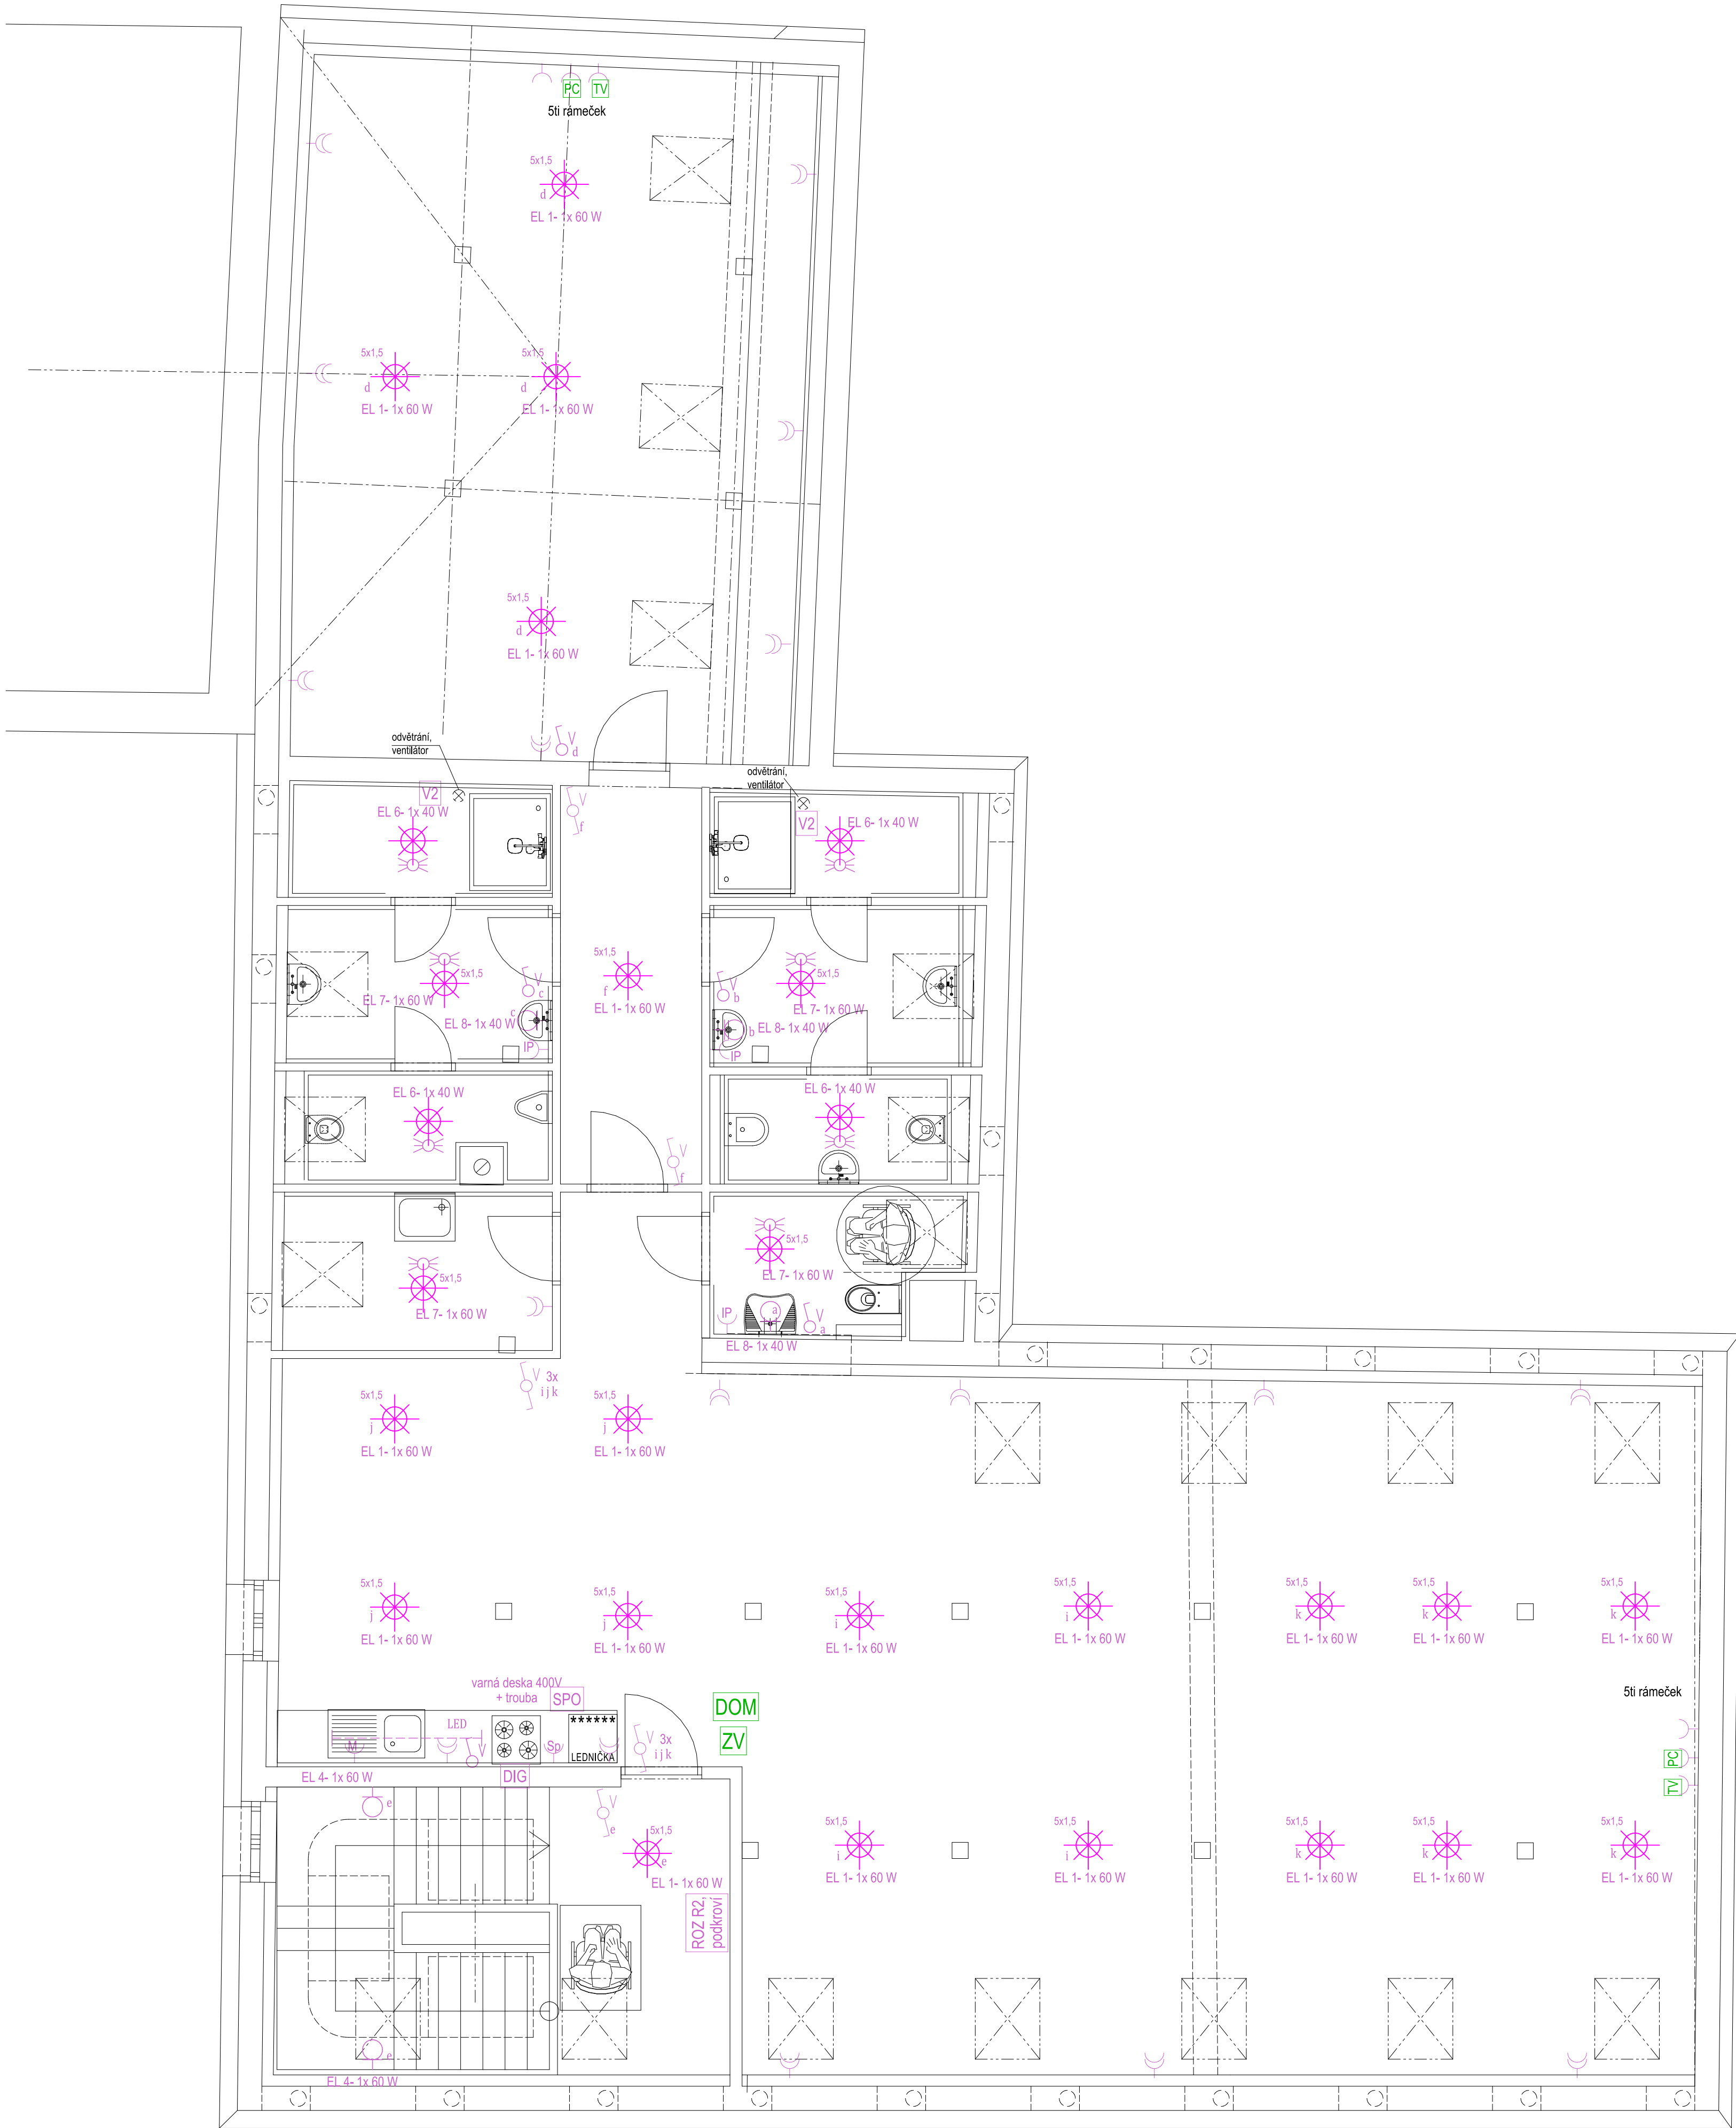 PC TV
5ti rámeček
5x1,5
d
EL 1- 1x 60 W
5x1,5
d
EL 1- 1x 60 W
5x1,5
d
EL 1- 1x 60 W
5x1,5
d
EL 1- 1x 60 W
V
d
odvětrání,
ventilátor
odvětrání,
ventilátor
V2
EL 6- 1x 40 W
V
f
V2
EL 6- 1x 40 W
5x1,5
EL 7- 1x 60 W
V
c
c
EL 8- 1x 40 W
IP
5x1,5
f
EL 1- 1x 60 W
5x1,5
V
b
EL 7- 1x 60 W
b
EL 8- 1x 40 W
IP
EL 6- 1x 40 W
EL 6- 1x 40 W
V
f
5x1,5
EL 7- 1x 60 W
5x1,5
EL 7- 1x 60 W
IP
a
V
a
EL 8- 1x 40 W
V 3x
i j k
5x1,5
j
EL 1- 1x 60 W
5x1,5
j
EL 1- 1x 60 W
5x1,5
j
EL 1- 1x 60 W
5x1,5
j
EL 1- 1x 60 W
5x1,5
i
EL 1- 1x 60 W
5x1,5
i
EL 1- 1x 60 W
5x1,5
k
EL 1- 1x 60 W
5x1,5
k
EL 1- 1x 60 W
5x1,5
k
EL 1- 1x 60 W
varná deska 400V
+ trouba
SPO
DOM
ZV
5ti rámeček
LED
M
V
Sp
******
LEDNIČKA
V 3x
i j k
PC
TV
DIG
EL 4- 1x 60 W
e
V
e
5x1,5
e
EL 1- 1x 60 W
ROZ R2,
podkroví
5x1,5
i
EL 1- 1x 60 W
5x1,5
i
EL 1- 1x 60 W
5x1,5
k
EL 1- 1x 60 W
5x1,5
k
EL 1- 1x 60 W
5x1,5
k
EL 1- 1x 60 W
e
EL 4- 1x 60 W